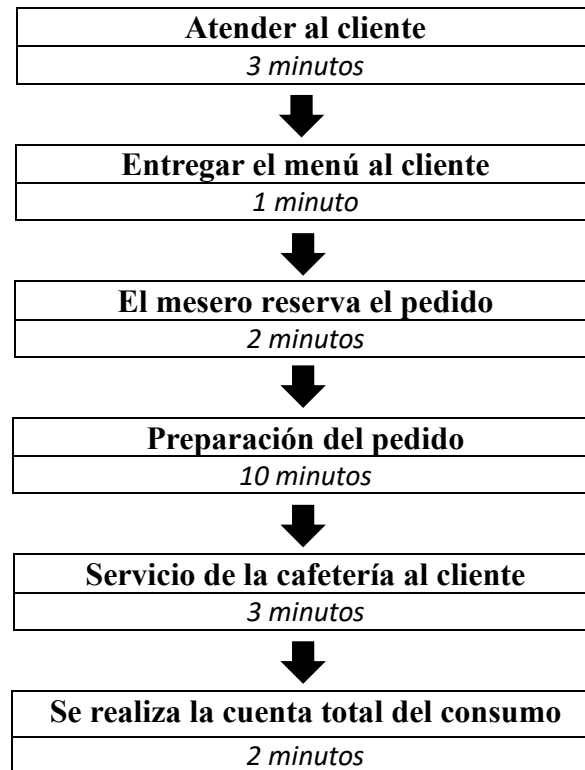 Atender al cliente
3 minutos
Entregar el menú al cliente
1 minuto
El mesero reserva el pedido
2 minutos
Preparación del pedido
10 minutos
Servicio de la cafetería al cliente
3 minutos
Se realiza la cuenta total del consumo
2 minutos